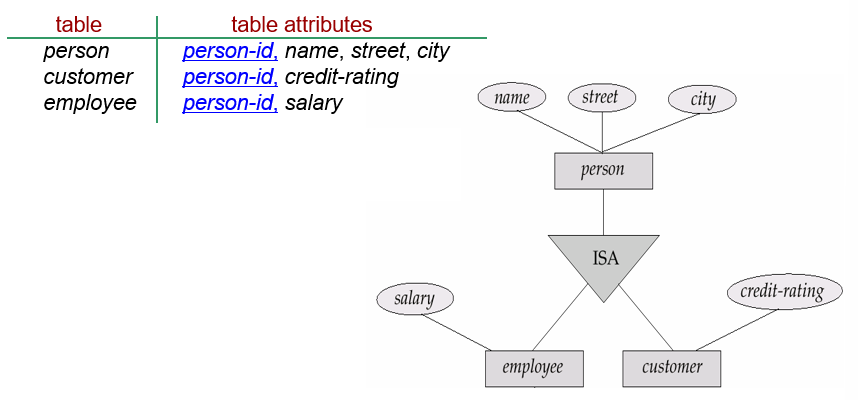 table table attributes
person person-id, name, street, city
customer person-id, credit-rating
employee person-id, salary
name street city
person
ISA
salary credit-rating
employee customer